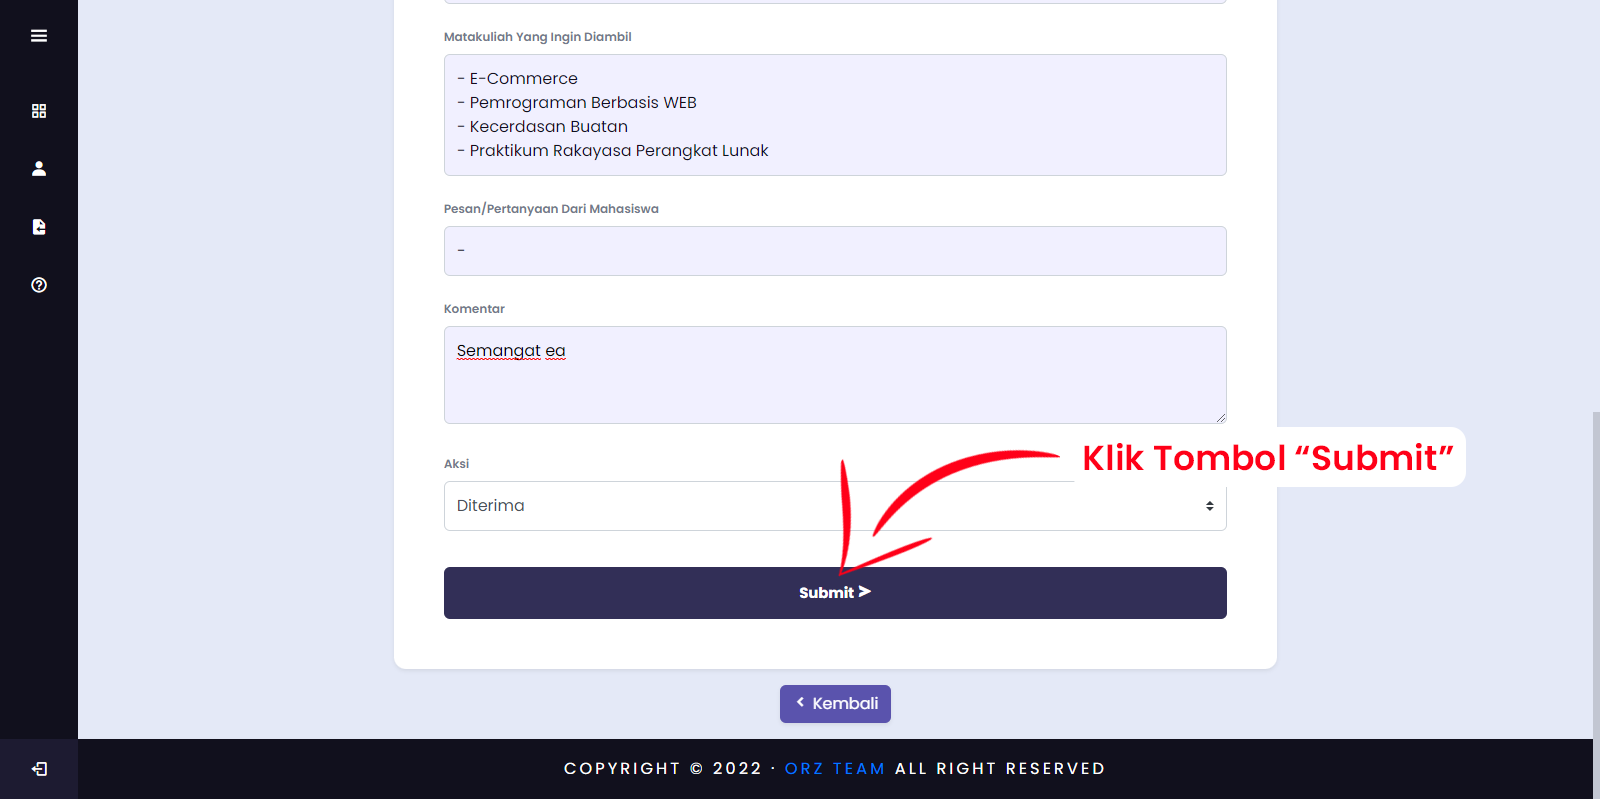 Matakuliah Yang Ingin Diambil
- E-Commerce
- Pemrograman Berbasis WEB
- Kecerdasan Buatan
- Praktikum Rakayasa Perangkat Lunak
Pesan/Pertanyaan Dari Mahasiswa
-
Komentar
Semangat ea
Klik Tombol “Submit”
Aksi
Diterima
Submit
Kembali
COPYRIGHT © 2022 · ORZ TEAM ALL RIGHT RESERVED